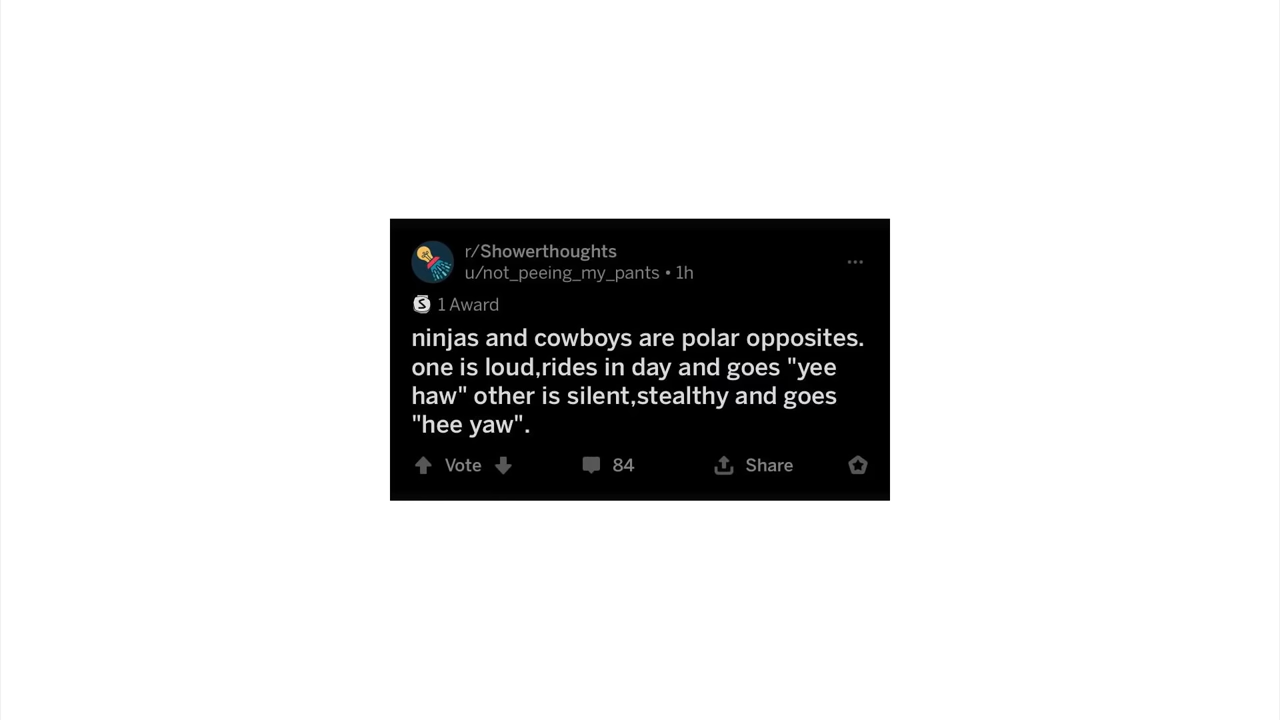 r/Showerthoughts
u/not_peeing_my_pants • 1h
1 Award
ninjas and cowboys are polar opposites.
one is loud,rides in day and goes "yee
haw" other is silent,stealthy and goes
"hee yaw".
Vote 84 Share